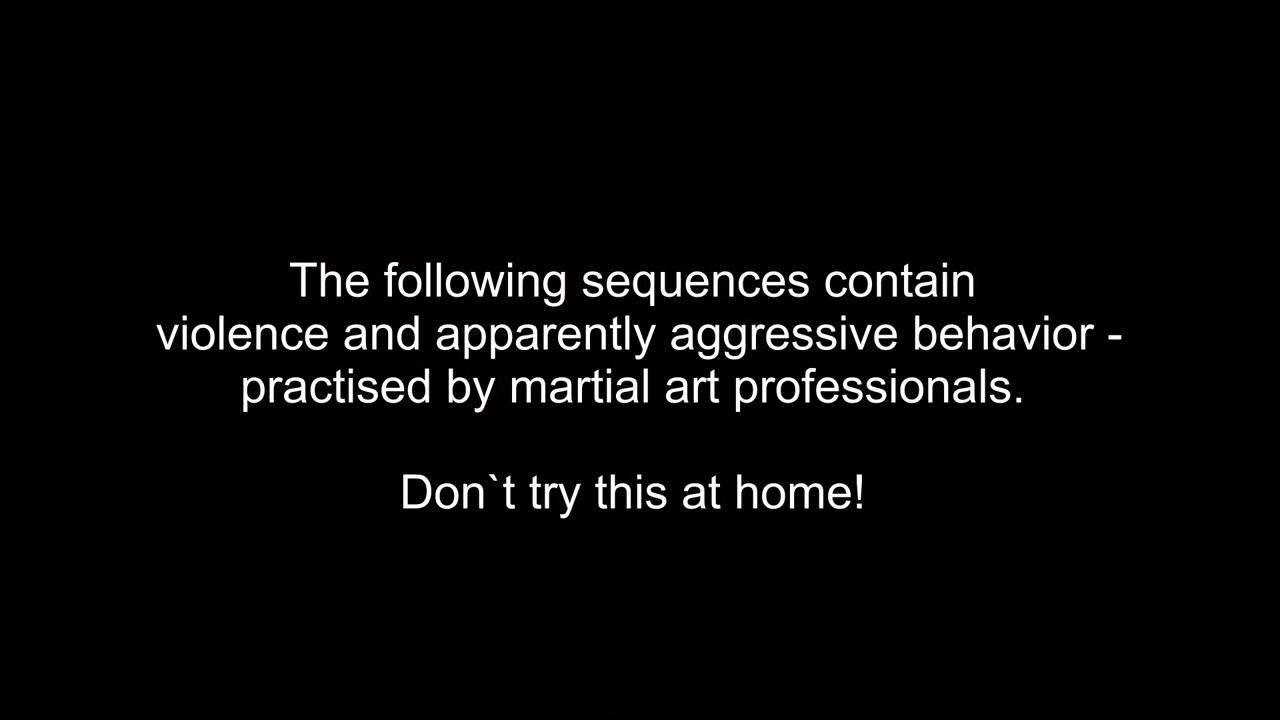 The following sequences contain
violence and apparently aggressive behavior -
practised by martial art professionals.
Don`t try this at home!